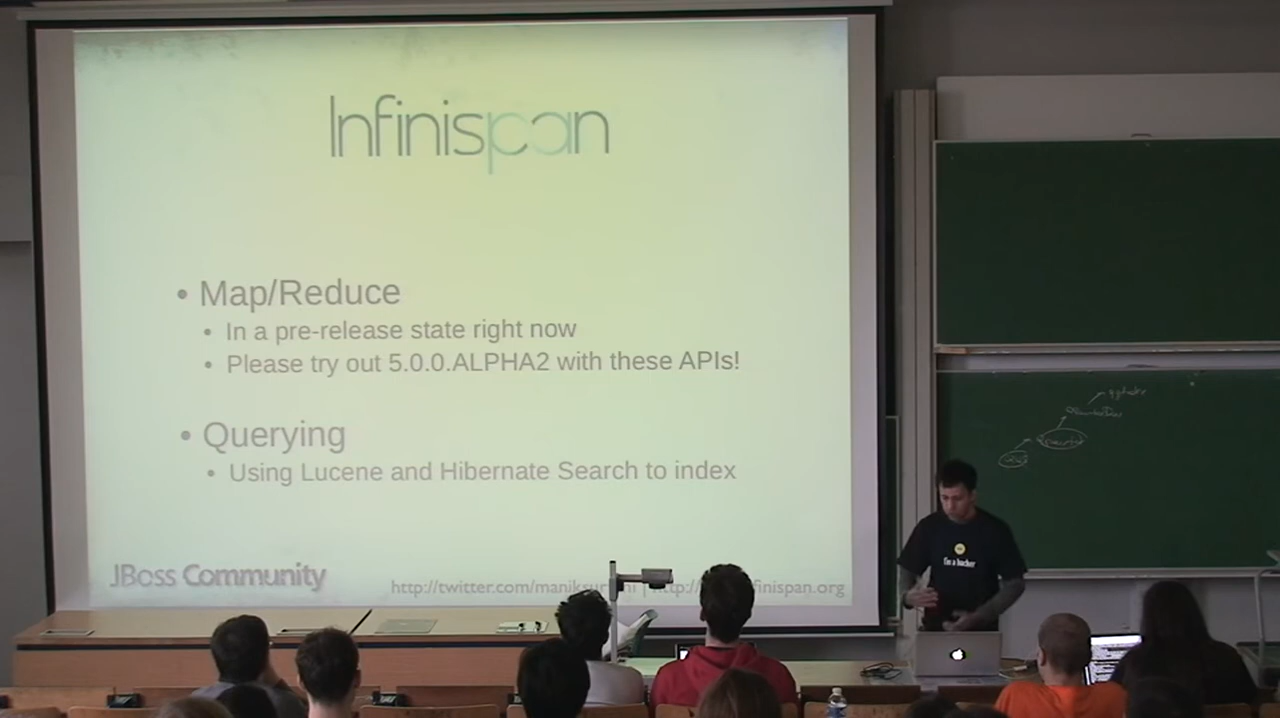 Infinispan
• Map/Reduce
• In a pre-release state right now
• Please try out 5.0.0.ALPHA2 with these APIs!
• Querying
• Using Lucene and Hibernate Search to index
JBoss Community
I'm a hacker